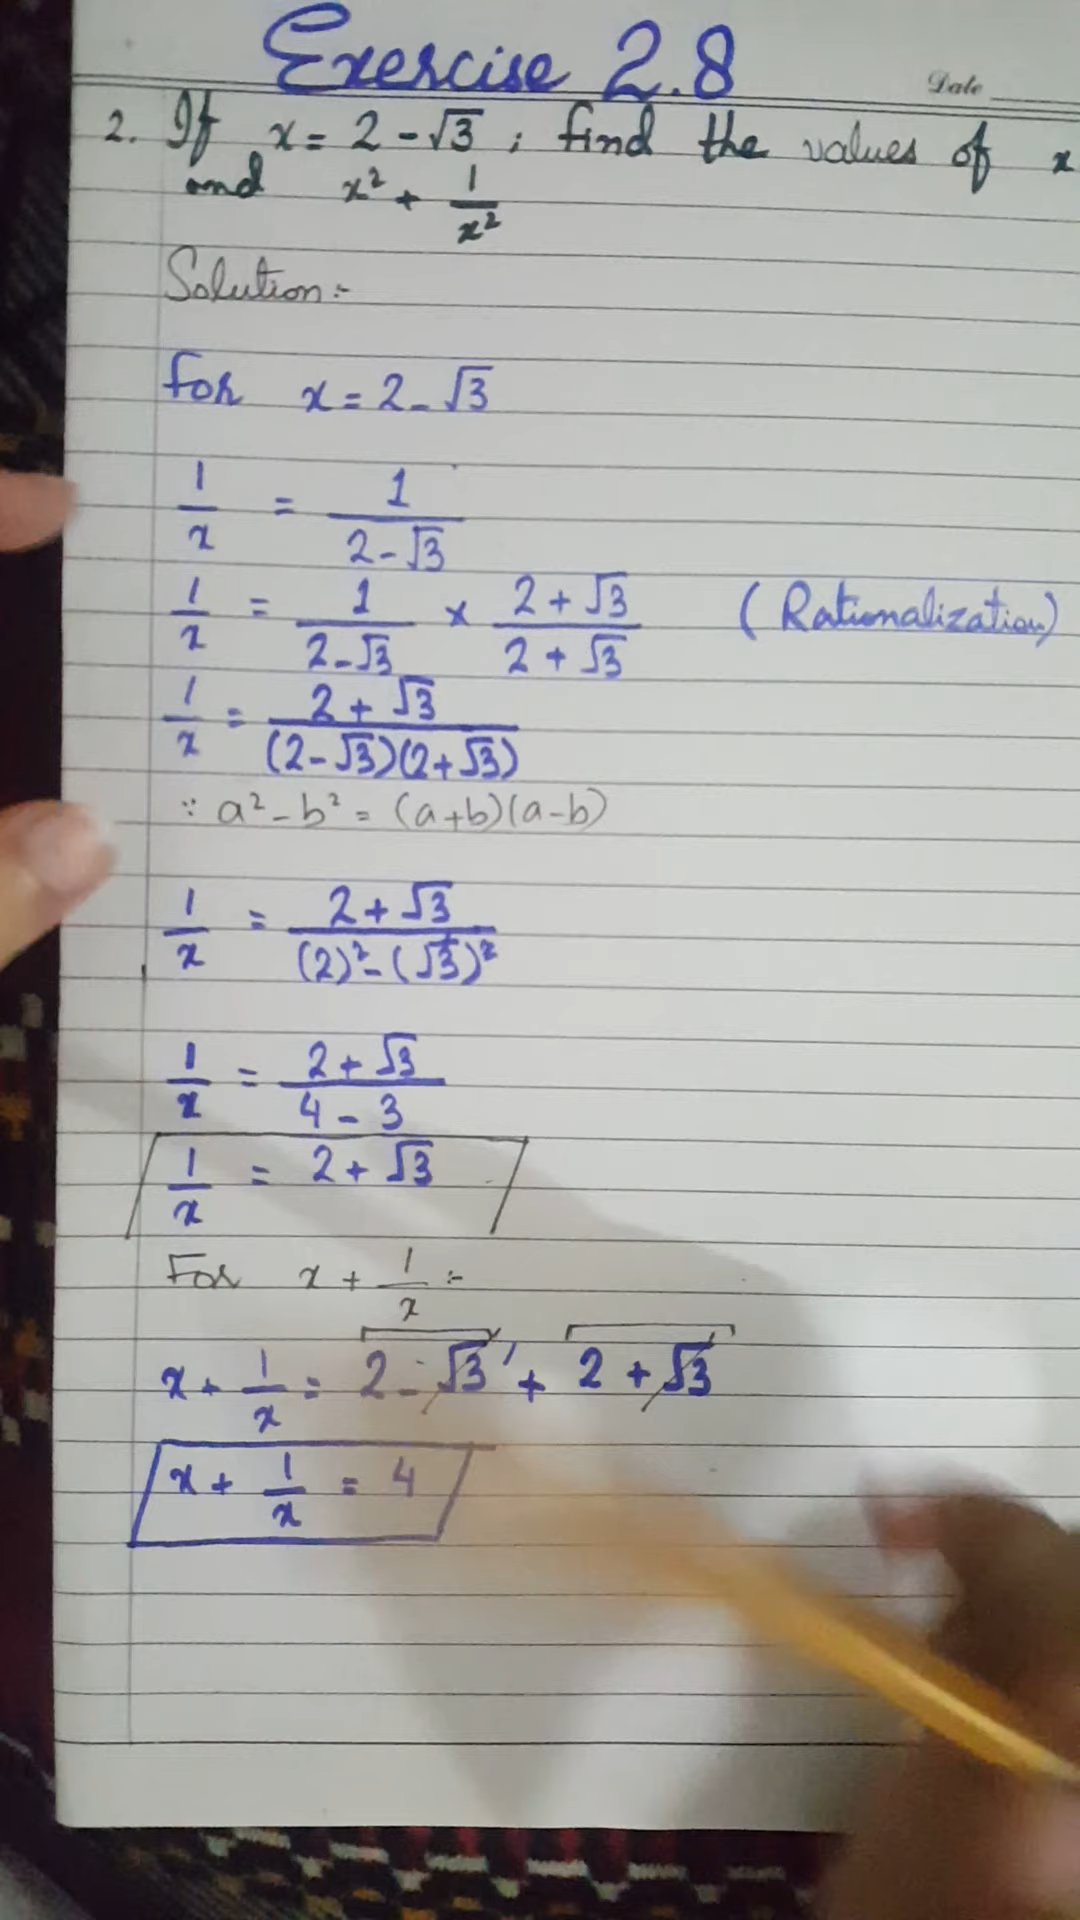 Exercise 2.8
Date
2. If x = 2 - √3 ; find the values of x
and x² + 1/x²
Solution:-
For x = 2 - √3
1/x = 1/(2 - √3)
1/x = 1/(2 - √3) × (2 + √3)/(2 + √3) (Rationalization)
1/x = (2 + √3)/((2 - √3)(2 + √3))
∵ a² - b² = (a+b)(a-b)
1/x = (2 + √3)/((2)² - (√3)²)
1/x = (2 + √3)/(4 - 3)
1/x = 2 + √3
For x + 1/x :-
x + 1/x = 2 - √3 + 2 + √3
x + 1/x = 4